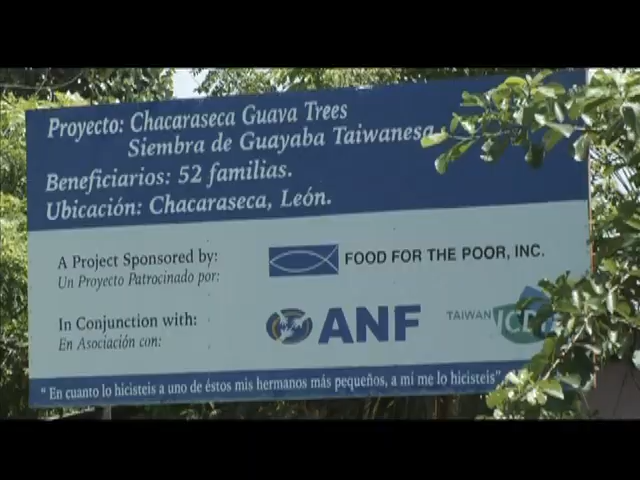 Proyecto: Chacaraseca Guava Trees
Siembra de Guayaba Taiwanesa
Beneficiarios: 52 familias.
Ubicación: Chacaraseca, León.
A Project Sponsored by:
Un Proyecto Patrocinado por:
FOOD FOR THE POOR, INC.
In Conjunction with:
En Asociación con:
ANF
TAIWAN ICDF
" En cuanto lo hicisteis a uno de éstos mis hermanos más pequeños, a mí me lo hicisteis"